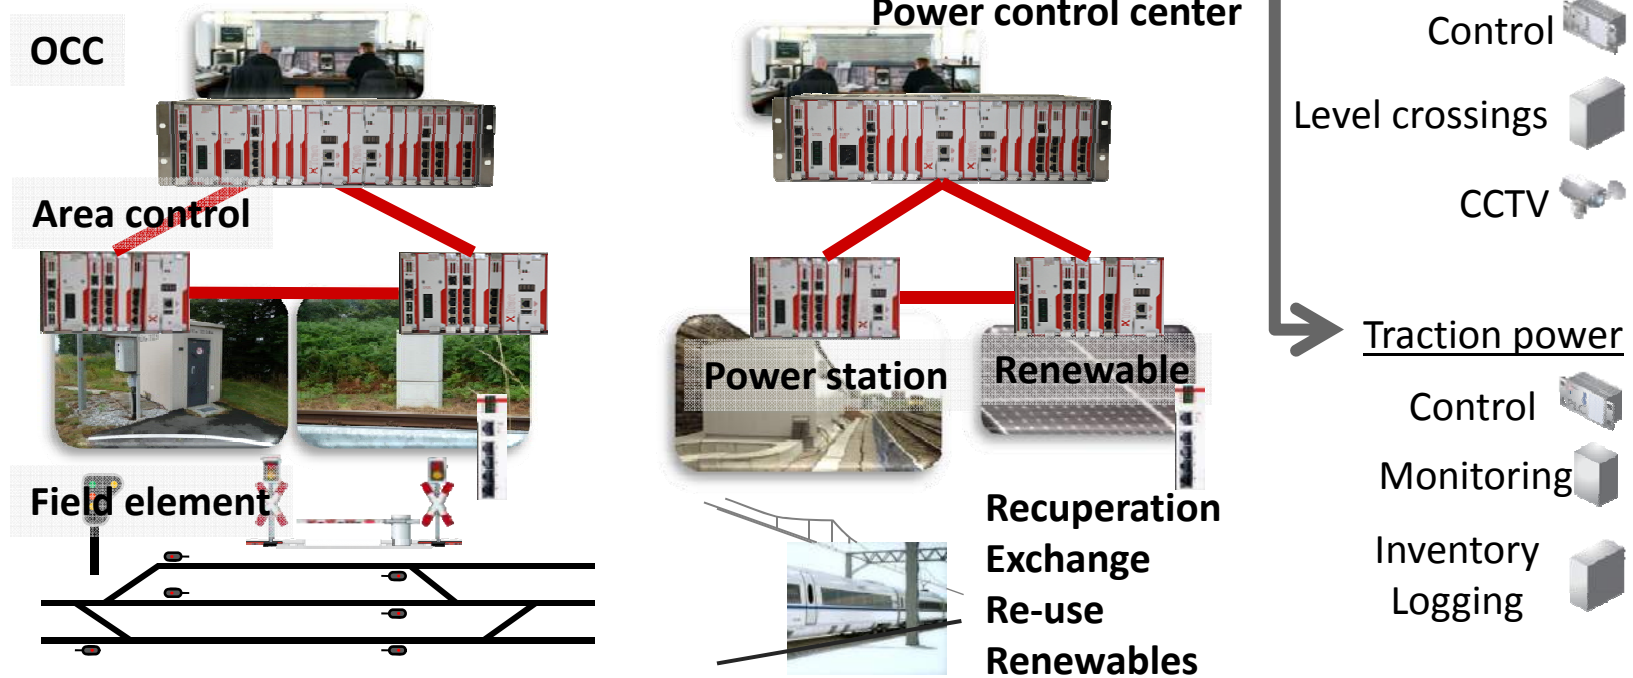 OCC
Area control
Field element
Power control center
Power station
Renewable
Recuperation
Exchange
Re-use
Renewables
Control
Level crossings
CCTV
Traction power
Control
Monitoring
Inventory
Logging